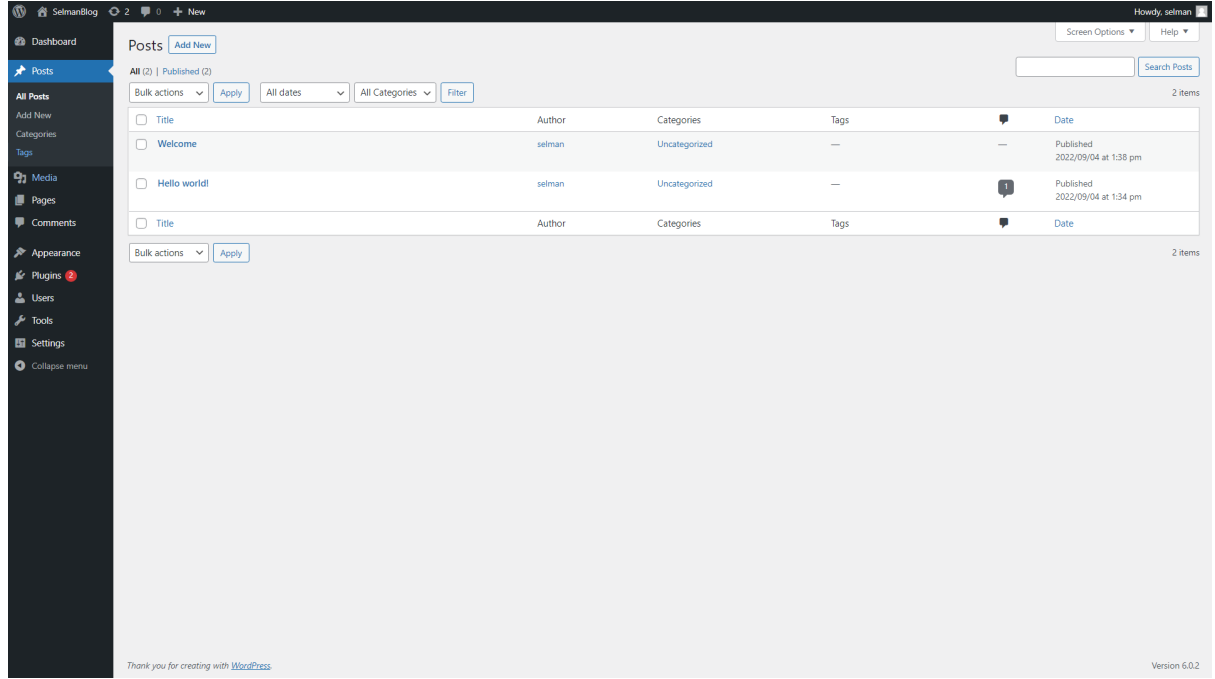 SelmanBlog 2 0 New Howdy, selman
Screen Options Help
Dashboard
Posts
All Posts
Add New
Categories
Tags
Media
Pages
Comments
Appearance
Plugins 2
Users
Tools
Settings
Collapse menu
Posts Add New
All (2) | Published (2)
Search Posts
Bulk actions Apply All dates All Categories Filter 2 items
Title Author Categories Tags Date
Welcome selman Uncategorized — — Published
2022/09/04 at 1:38 pm
Hello world! selman Uncategorized — 1 Published
2022/09/04 at 1:34 pm
Title Author Categories Tags Date
Bulk actions Apply 2 items
Thank you for creating with WordPress. Version 6.0.2